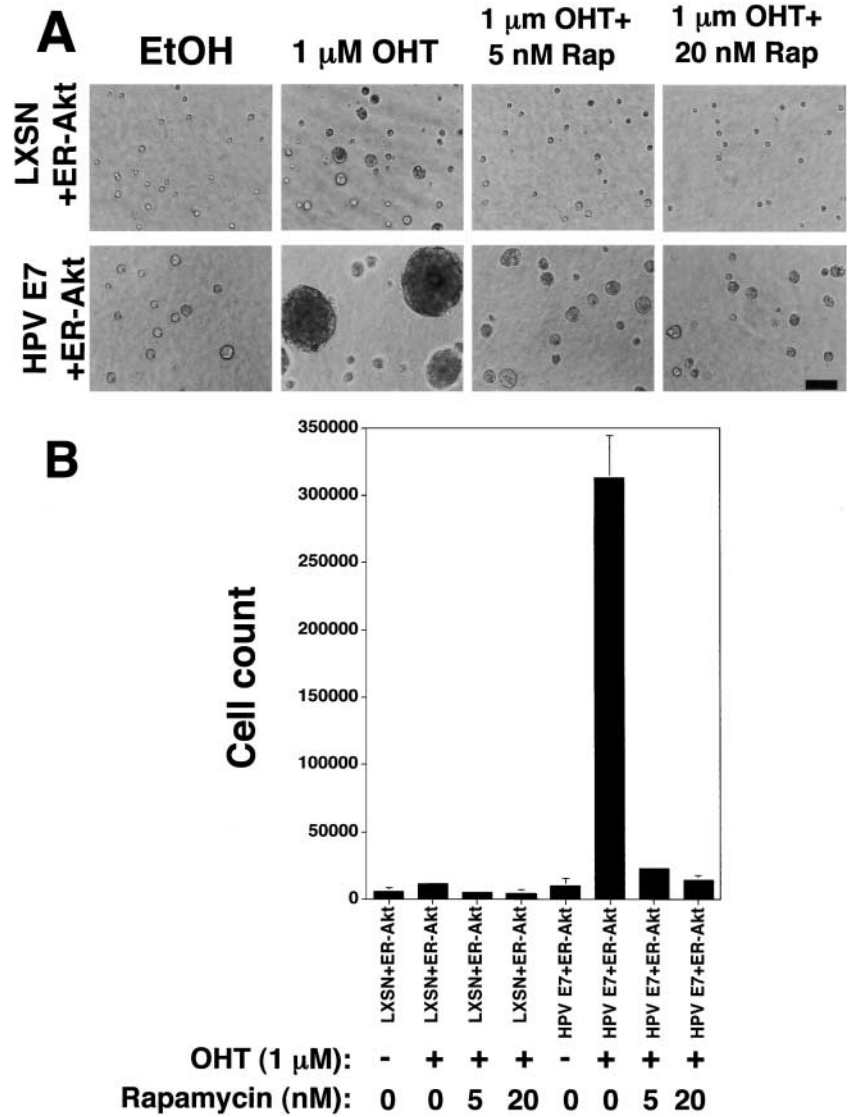 A
EtOH
1 μM OHT
1 μm OHT+
5 nM Rap
1 μm OHT+
20 nM Rap
LXSN
+ER-Akt
HPV E7
+ER-Akt
B
Cell count
350000
300000
250000
200000
150000
100000
50000
0
LXSN+ER-Akt
LXSN+ER-Akt
LXSN+ER-Akt
LXSN+ER-Akt
HPV E7+ER-Akt
HPV E7+ER-Akt
HPV E7+ER-Akt
HPV E7+ER-Akt
OHT (1 μM): - + + + - + + +
Rapamycin (nM): 0 0 5 20 0 0 5 20